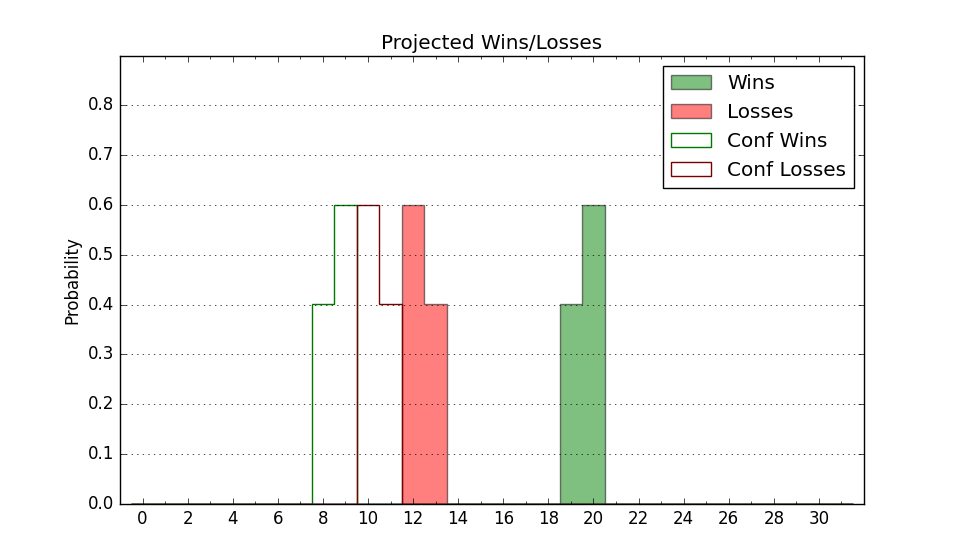 Projected Wins/Losses
Wins
Losses
Conf Wins
Conf Losses
Probability
0.8
0.7
0.6
0.5
0.4
0.3
0.2
0.1
0.0
0 2 4 6 8 10 12 14 16 18 20 22 24 26 28 30